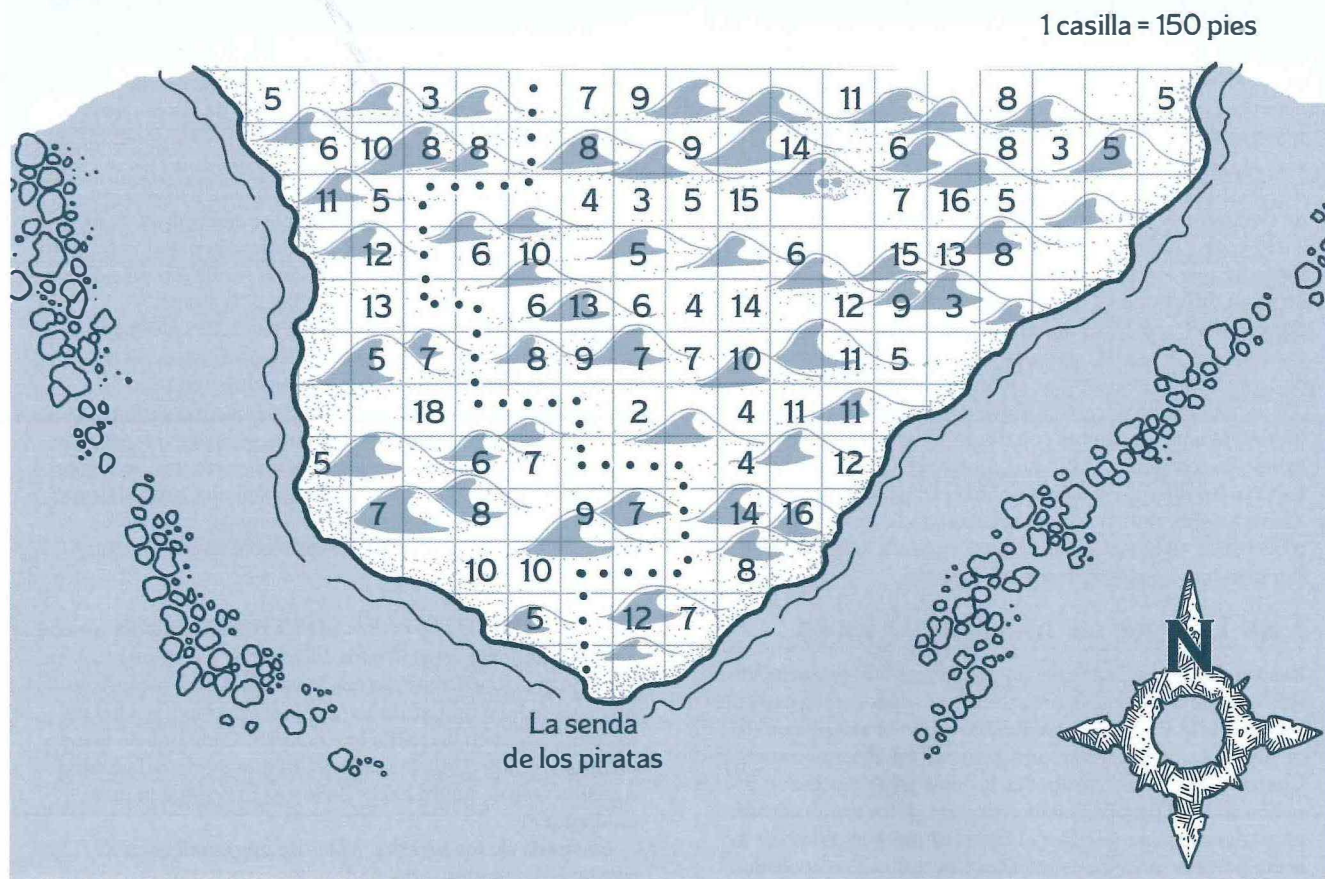 1 casilla = 150 pies
5 3 7 9 11 8 5
6 10 8 8 8 9 14 6 8 3 5
11 5 4 3 5 15 7 16 5
12 6 10 5 6 15 13 8
13 6 13 6 4 14 12 9 3
5 7 8 9 7 7 10 11 5
18 2 4 11 11
5 6 7 4 12
7 8 9 7 14 16
10 10 8
5 12 7
N
La senda
de los piratas